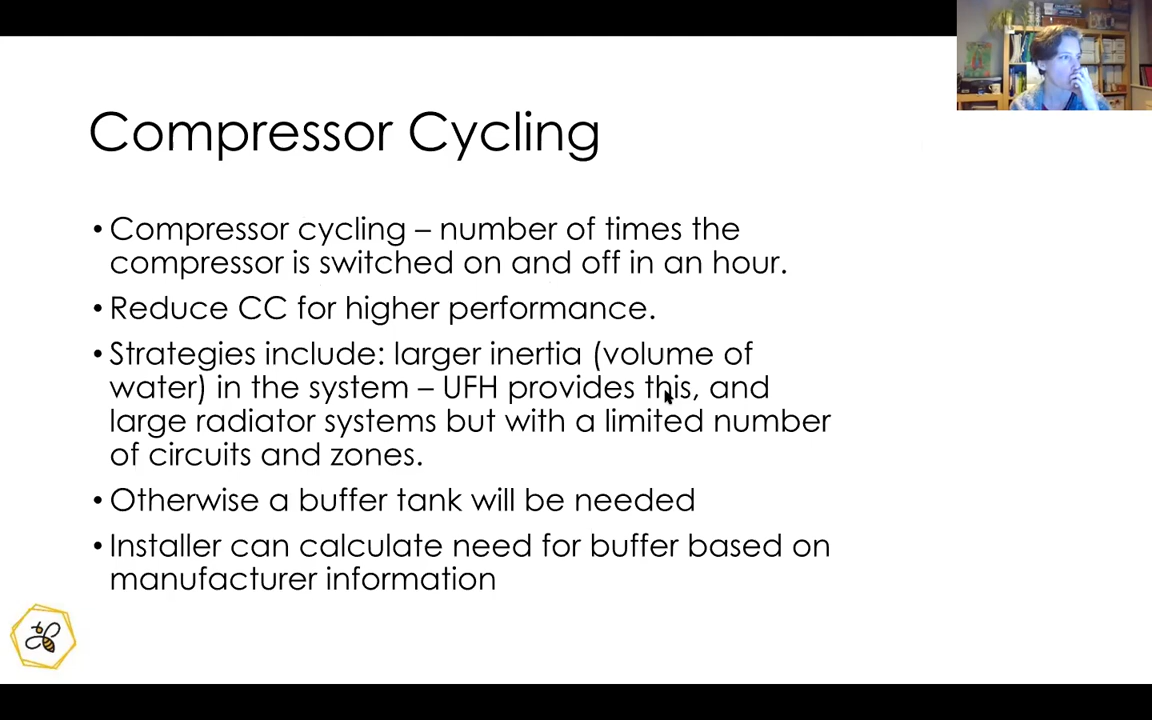 Compressor Cycling
• Compressor cycling – number of times the
compressor is switched on and off in an hour.
• Reduce CC for higher performance.
• Strategies include: larger inertia (volume of
water) in the system – UFH provides this, and
large radiator systems but with a limited number
of circuits and zones.
• Otherwise a buffer tank will be needed
• Installer can calculate need for buffer based on
manufacturer information